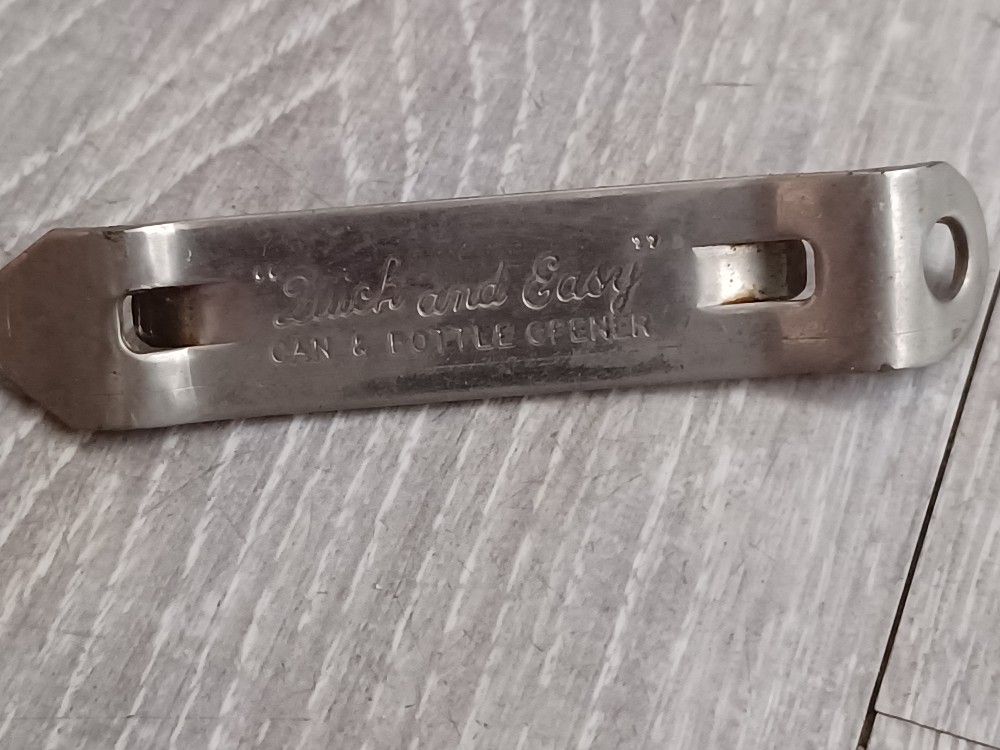 "Quick and Easy"
CAN & BOTTLE OPENER